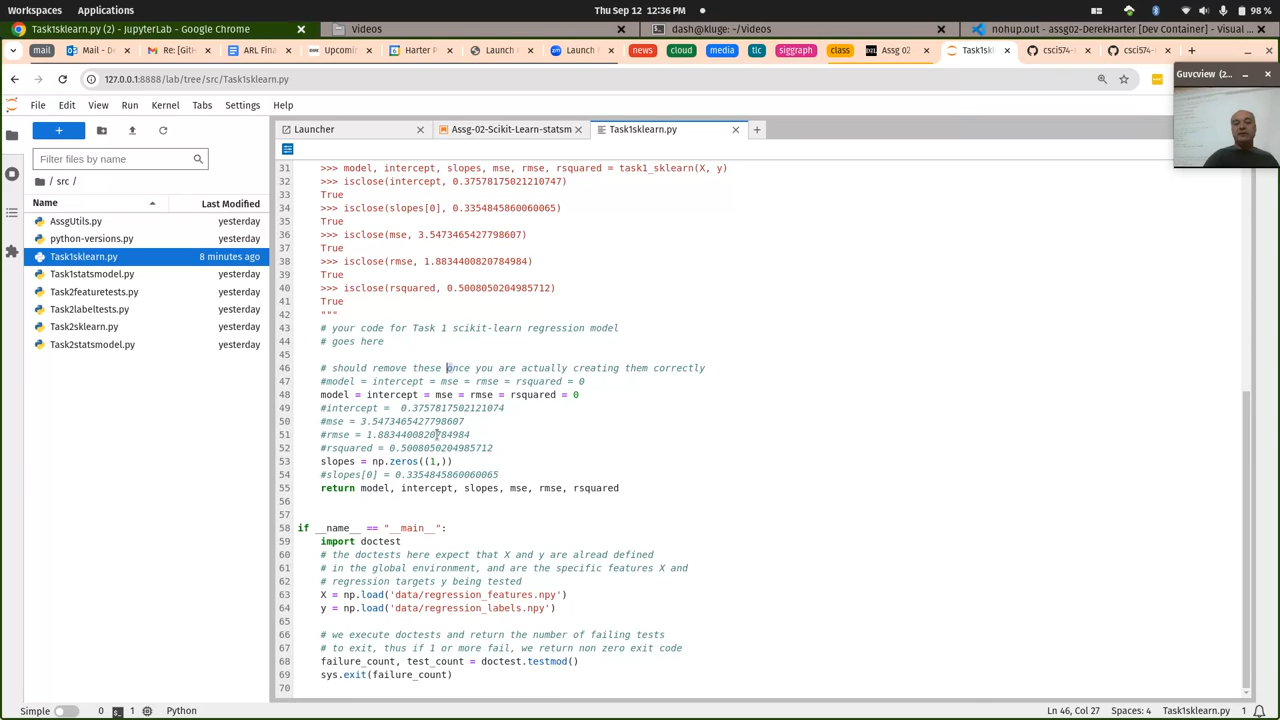 Workspaces Applications Thu Sep 12 12:36 PM 98 %
Task1sklearn.py (2) - JupyterLab - Google Chrome Videos dash@kluge: ~/Videos nohup.out - assg02-DerekHarter [Dev Container] - Visual ...
mail Mail - D Re: [GitH ARL Fina Upcomi Harter P Launch Launch news cloud media tlc siggraph class Assg 02 Task1sk csci574- csci574-
127.0.0.1:8888/lab/tree/src/Task1sklearn.py
Guvcview (2...
File Edit View Run Kernel Tabs Settings Help
Launcher Assg-02-Scikit-Learn-statsm Task1sklearn.py
Filter files by name
/ src /
Name Last Modified
AssgUtils.py yesterday
python-versions.py yesterday
Task1sklearn.py 8 minutes ago
Task1statsmodel.py yesterday
Task2featuretests.py yesterday
Task2labeltests.py yesterday
Task2sklearn.py yesterday
Task2statsmodel.py yesterday
31 >>> model, intercept, slopes, mse, rmse, rsquared = task1_sklearn(X, y)
32 >>> isclose(intercept, 0.37578175021210747)
33 True
34 >>> isclose(slopes[0], 0.3354845860060065)
35 True
36 >>> isclose(mse, 3.5473465427798607)
37 True
38 >>> isclose(rmse, 1.8834400820784984)
39 True
40 >>> isclose(rsquared, 0.5008050204985712)
41 True
42 """
43 # your code for Task 1 scikit-learn regression model
44 # goes here
45
46 # should remove these once you are actually creating them correctly
47 #model = intercept = mse = rmse = rsquared = 0
48 model = intercept = mse = rmse = rsquared = 0
49 #intercept =  0.3757817502121074
50 #mse = 3.5473465427798607
51 #rmse = 1.8834400820784984
52 #rsquared = 0.5008050204985712
53 slopes = np.zeros((1,))
54 #slopes[0] = 0.3354845860060065
55 return model, intercept, slopes, mse, rmse, rsquared
56
57
58 if __name__ == "__main__":
59 import doctest
60 # the doctests here expect that X and y are alread defined
61 # in the global environment, and are the specific features X and
62 # regression targets y being tested
63 X = np.load('data/regression_features.npy')
64 y = np.load('data/regression_labels.npy')
65
66 # we execute doctests and return the number of failing tests
67 # to exit, thus if 1 or more fail, we return non zero exit code
68 failure_count, test_count = doctest.testmod()
69 sys.exit(failure_count)
70
Simple 0 1 Python Ln 46, Col 27 Spaces: 4 Task1sklearn.py 1